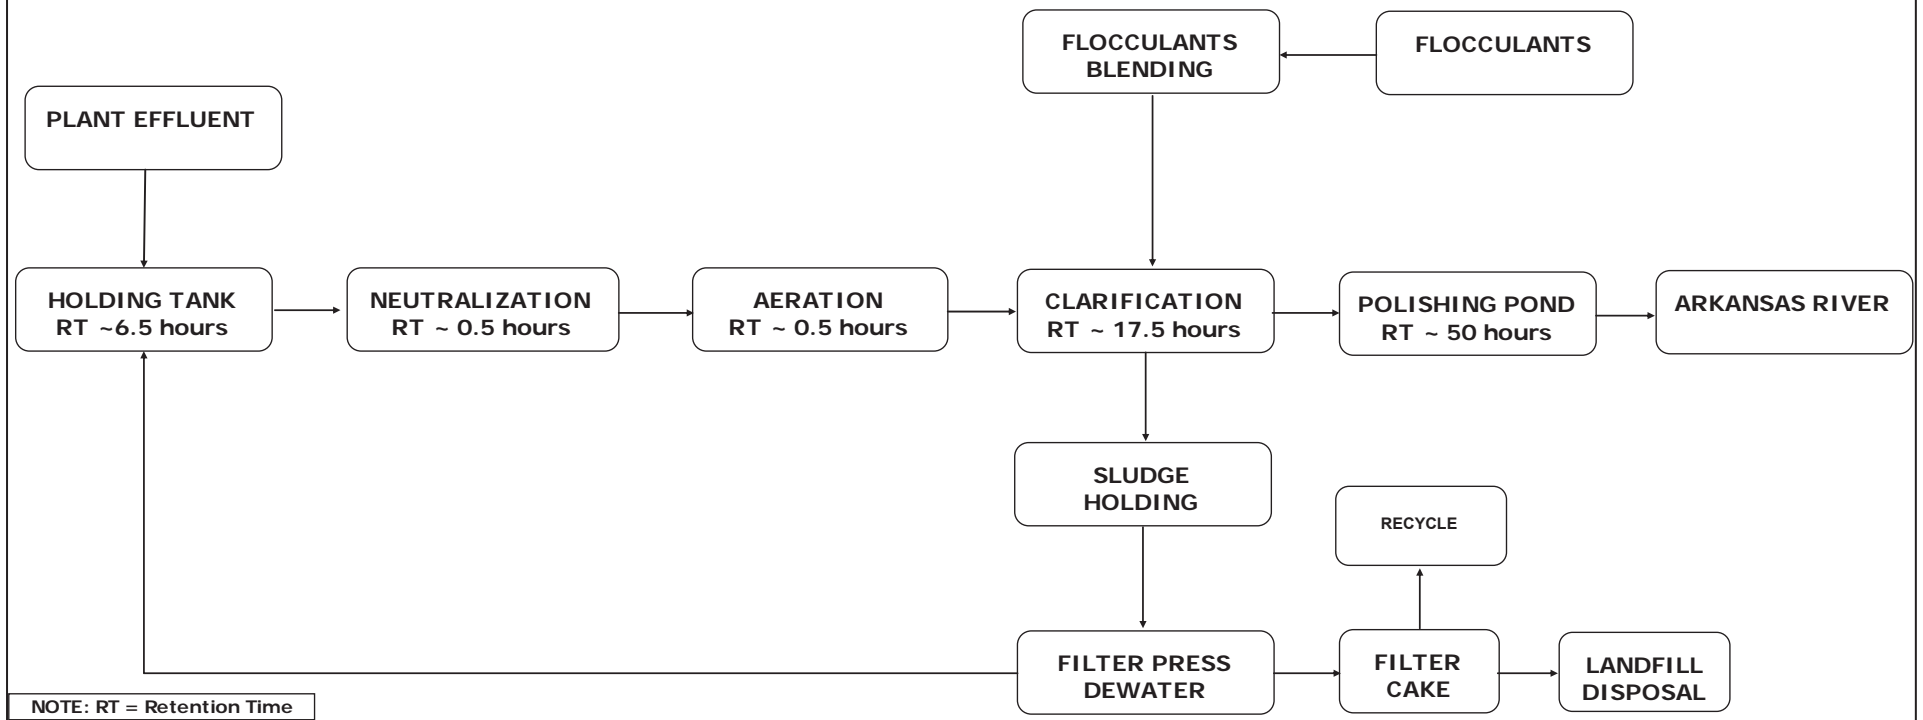 FLOCCULANTS
BLENDING
FLOCCULANTS
PLANT EFFLUENT
HOLDING TANK
RT ~6.5 hours
NEUTRALIZATION
RT ~ 0.5 hours
AERATION
RT ~ 0.5 hours
CLARIFICATION
RT ~ 17.5 hours
POLISHING POND
RT ~ 50 hours
ARKANSAS RIVER
SLUDGE
HOLDING
RECYCLE
FILTER PRESS
DEWATER
FILTER
CAKE
LANDFILL
DISPOSAL
NOTE: RT = Retention Time